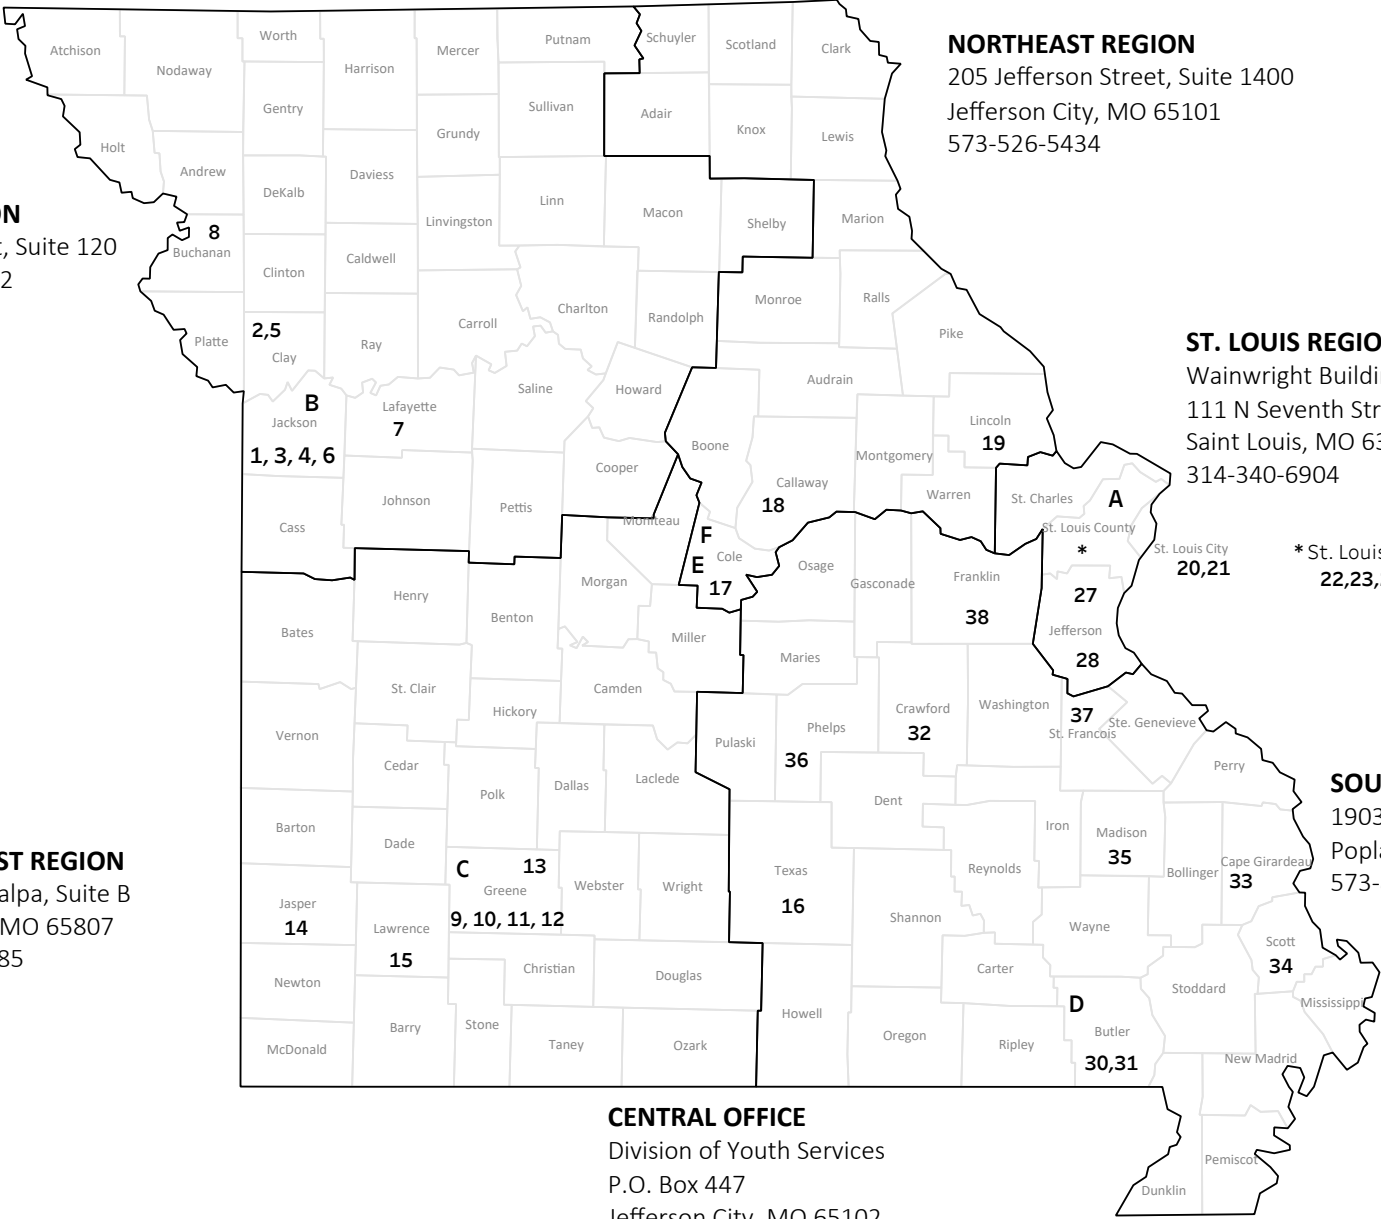 Atchison
Nodaway
Worth
Harrison
Mercer
Putnam
Schuyler
Scotland
Clark
Gentry
Sullivan
Adair
Knox
Lewis
Grundy
Holt
Andrew
DeKalb
Daviess
Linvingston
Linn
Macon
Shelby
Marion
8
Buchanan
Clinton
Caldwell
Charlton
Randolph
Monroe
Ralls
Pike
Platte
2,5
Clay
Ray
Carroll
Saline
Howard
Audrain
B
Jackson
1, 3, 4, 6
Lafayette
7
Boone
Lincoln
19
Cooper
Callaway
18
Montgomery
Warren
St. Charles
A
St. Louis County
*
St. Louis City
20,21
Cass
Johnson
Pettis
Moniteau
F
E
Cole
17
Osage
Gasconade
Franklin
38
27
Jefferson
28
Henry
Morgan
Benton
Bates
Miller
Maries
St. Clair
Camden
Hickory
Vernon
Pulaski
Phelps
36
Crawford
32
Washington
37
St. Francois
Ste. Genevieve
Perry
Cedar
Polk
Dallas
Laclede
Dent
Iron
Madison
35
Bollinger
Cape Girardeau
33
Barton
Dade
C
13
Greene
9, 10, 11, 12
Webster
Wright
Texas
16
Reynolds
Jasper
14
Lawrence
15
Shannon
Wayne
Scott
34
Newton
Christian
Douglas
Carter
Stoddard
Mississippi
D
Butler
30,31
McDonald
Barry
Stone
Taney
Ozark
Howell
Oregon
Ripley
New Madrid
Pemiscot
Dunklin
NORTHEAST REGION
205 Jefferson Street, Suite 1400
Jefferson City, MO 65101
573-526-5434
ON
, Suite 120
2
ST. LOUIS REGIO
Wainwright Buildi
111 N Seventh Str
Saint Louis, MO 63
314-340-6904
* St. Louis
22,23,
SOU
1903
Popla
573-
ST REGION
alpa, Suite B
MO 65807
85
CENTRAL OFFICE
Division of Youth Services
P.O. Box 447
Jefferson City, MO 65102